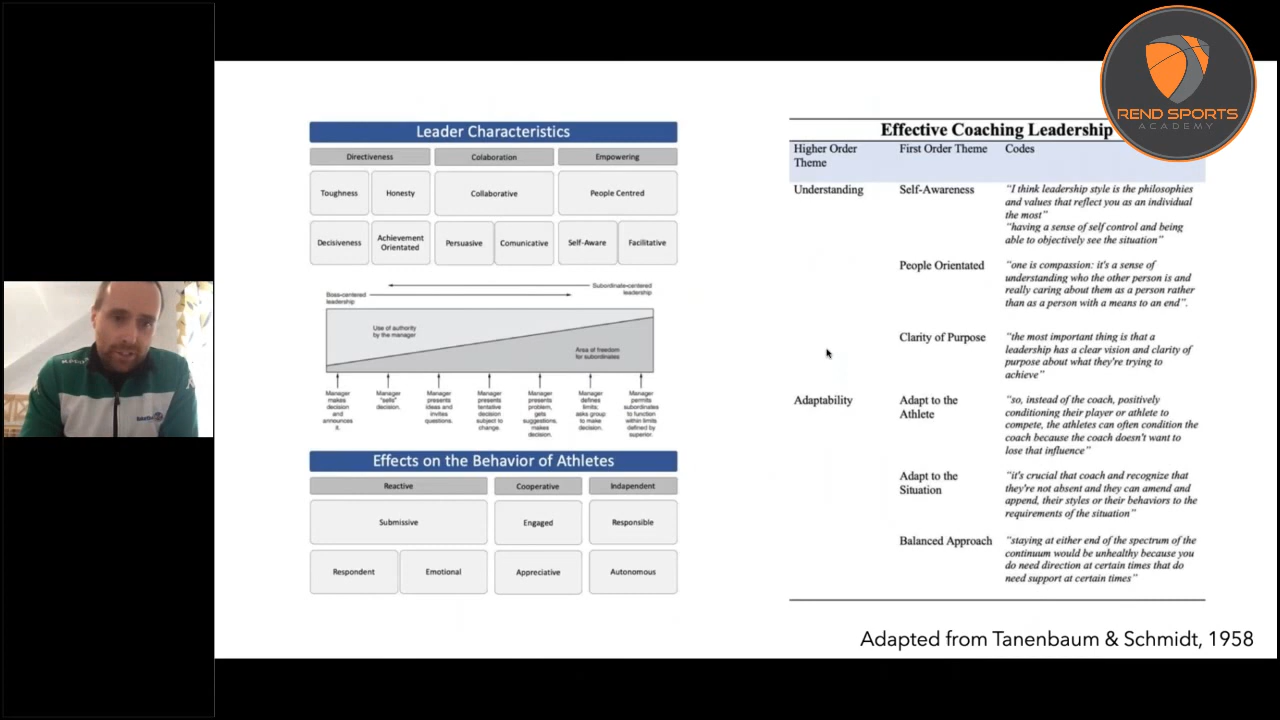 REND SPORTS
ACADEMY
Leader Characteristics
Directiveness
Colaboration
Empowering
Toughness
Honesty
Collaborative
People Centred
Decisiveness
Achievement
Orientated
Persuasive
Comunicative
Self-Aware
Facilitative
Boss-centered
leadership
Subordinate-centered
leadership
Use of authority
by the manager
Area of freedom
for subordinates
Manager
makes
decision
and
announces
it.
Manager
"sells"
decision.
Manager
presents
ideas and
invites
questions.
Manager
presents
tentative
decision
subject to
change.
Manager
presents
problem,
gets
suggestions,
makes
decision.
Manager
defines
limits;
asks group
to make
decision.
Manager
permits
subordinates
to function
within limits
defined by
superior.
Effects on the Behavior of Athletes
Reactive
Cooperative
Independent
Submissive
Engaged
Responsible
Respondent
Emotional
Appreciative
Autonomous
Effective Coaching Leadership
Higher Order
Theme
First Order Theme
Codes
Understanding
Self-Awareness
"I think leadership style is the philosophies
and values that reflect you as an individual
the most"
"having a sense of self control and being
able to objectively see the situation"
People Orientated
"one is compassion: it's a sense of
understanding who the other person is and
really caring about them as a person rather
than as a person with a means to an end".
Clarity of Purpose
"the most important thing is that a
leadership has a clear vision and clarity of
purpose about what they're trying to
achieve"
Adaptability
Adapt to the
Athlete
"so, instead of the coach, positively
conditioning their player or athlete to
compete, the athletes can often condition the
coach because the coach doesn't want to
lose that influence"
Adapt to the
Situation
"it's crucial that coach and recognize that
they're not absent and they can amend and
append, their styles or their behaviors to the
requirements of the situation"
Balanced Approach
"staying at either end of the spectrum of the
continuum would be unhealthy because you
do need direction at certain times that do
need support at certain times"
Adapted from Tanenbaum & Schmidt, 1958